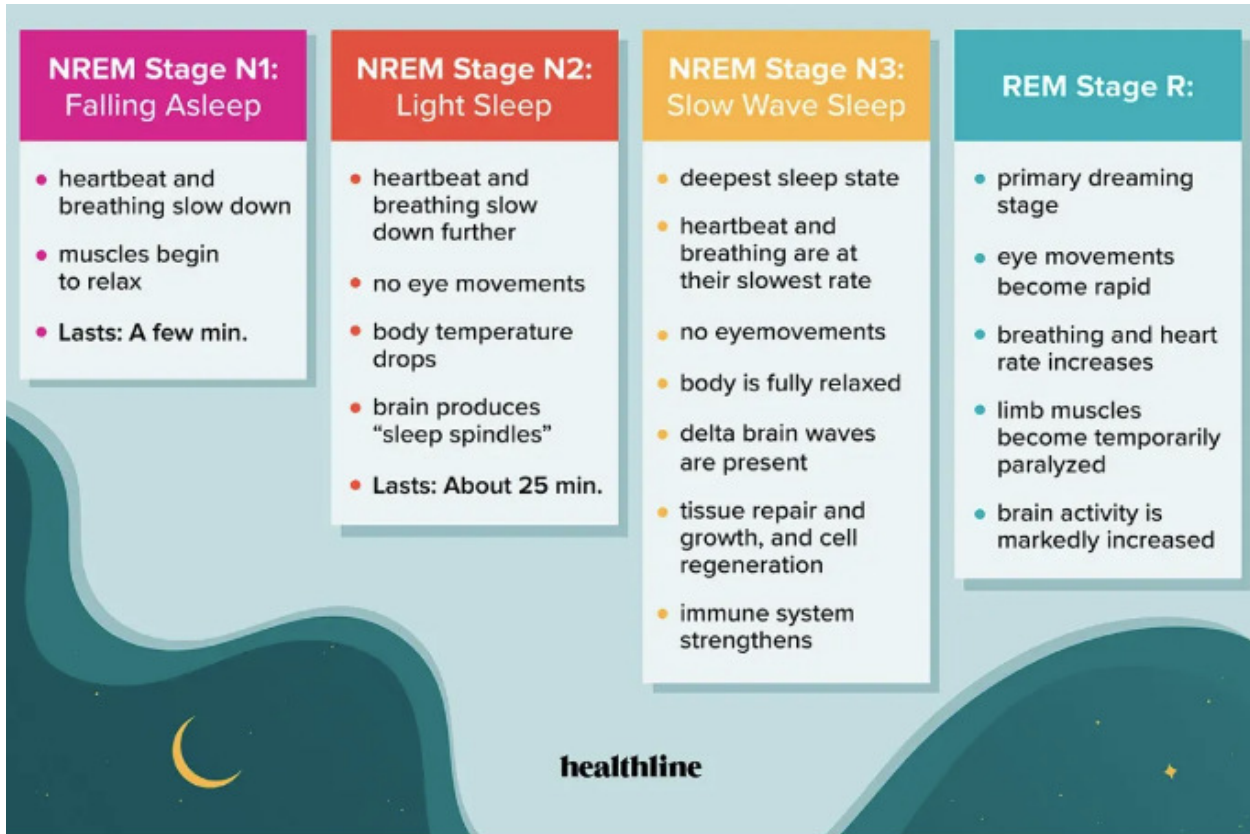 NREM Stage N1:
Falling Asleep
heartbeat and
breathing slow down
muscles begin
to relax
Lasts: A few min.
NREM Stage N2:
Light Sleep
heartbeat and
breathing slow
down further
no eye movements
body temperature
drops
brain produces
“sleep spindles”
Lasts: About 25 min.
NREM Stage N3:
Slow Wave Sleep
deepest sleep state
heartbeat and
breathing are at
their slowest rate
no eyemovements
body is fully relaxed
delta brain waves
are present
tissue repair and
growth, and cell
regeneration
immune system
strengthens
REM Stage R:
primary dreaming
stage
eye movements
become rapid
breathing and heart
rate increases
limb muscles
become temporarily
paralyzed
brain activity is
markedly increased
healthline